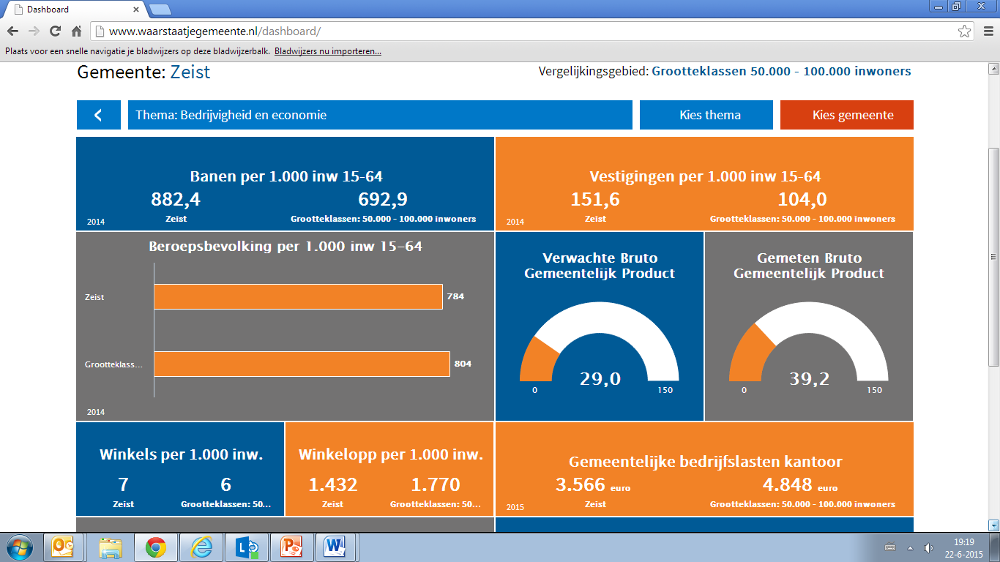 Dashboard
www.waarstaatjegemeente.nl/dashboard/
Plaats voor een snelle navigatie je bladwijzers op deze bladwijzerbalk. Bladwijzers nu importeren...
Gemeente: Zeist
Vergelijkingsgebied: Grootteklassen 50.000 - 100.000 inwoners
Thema: Bedrijvigheid en economie
Kies thema
Kies gemeente
Banen per 1.000 inw 15-64
882,4 692,9
Zeist Grootteklassen: 50.000 - 100.000 inwoners
2014
Vestigingen per 1.000 inw 15-64
151,6 104,0
Zeist Grootteklassen: 50.000 - 100.000 inwoners
2014
Beroepsbevolking per 1.000 inw 15-64
Zeist 784
Grootteklass... 804
2014
Verwachte Bruto
Gemeentelijk Product
29,0
0 150
Gemeten Bruto
Gemeentelijk Product
39,2
0 150
Winkels per 1.000 inw.
7 6
Zeist Grootteklassen: 50...
Winkelopp per 1.000 inw.
1.432 1.770
Zeist Grootteklassen: 50...
Gemeentelijke bedrijfslasten kantoor
3.566 euro 4.848 euro
Zeist Grootteklassen: 50.000 - 100.000 inwoners
2015
19:19
22-6-2015